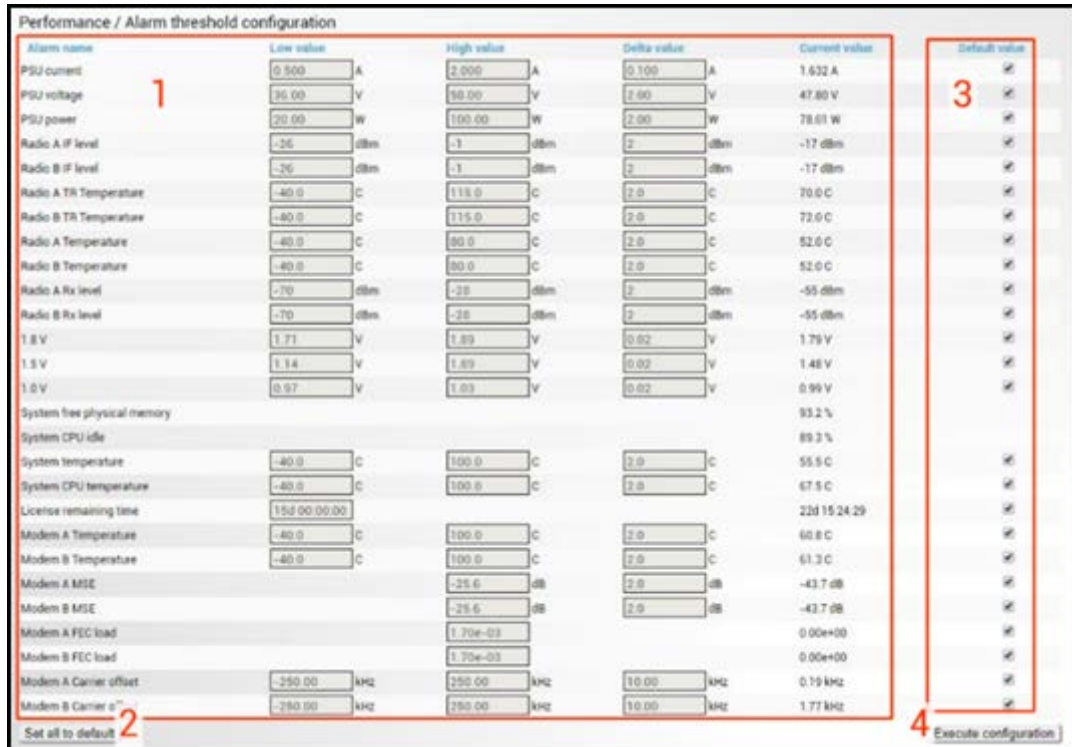 Performance / Alarm threshold configuration
Alarm name Low value High value Delta value Current value Default value
PSU current 0.500 A 2.000 A 0.100 A 1.632 A
PSU voltage 36.00 V 58.00 V 2.00 V 47.80 V
PSU power 20.00 W 100.00 W 2.00 W 78.01 W
Radio A IF level -26 dBm -1 dBm 2 dBm -17 dBm
Radio B IF level -26 dBm -1 dBm 2 dBm -17 dBm
Radio A TR Temperature -40.0 C 115.0 C 2.0 C 70.0 C
Radio B TR Temperature -40.0 C 115.0 C 2.0 C 72.0 C
Radio A Temperature -40.0 C 80.0 C 2.0 C 52.0 C
Radio B Temperature -40.0 C 80.0 C 2.0 C 52.0 C
Radio A Rx level -70 dBm -28 dBm 2 dBm -55 dBm
Radio B Rx level -70 dBm -28 dBm 2 dBm -55 dBm
1.8 V 1.71 V 1.89 V 0.02 V 1.79 V
1.5 V 1.14 V 1.69 V 0.02 V 1.48 V
1.0 V 0.97 V 1.03 V 0.02 V 0.99 V
System free physical memory 93.2 %
System CPU idle 89.3 %
System temperature -40.0 C 100.0 C 2.0 C 55.5 C
System CPU temperature -40.0 C 100.0 C 2.0 C 67.5 C
License remaining time 15d 00:00:00 22d 15:24:29
Modem A Temperature -40.0 C 100.0 C 2.0 C 60.8 C
Modem B Temperature -40.0 C 100.0 C 2.0 C 61.3 C
Modem A MSE -25.6 dB 2.0 dB -43.7 dB
Modem B MSE -25.6 dB 2.0 dB -43.7 dB
Modem A FEC load 1.70e-03 0.00e+00
Modem B FEC load 1.70e-03 0.00e+00
Modem A Carrier offset -250.00 kHz 250.00 kHz 10.00 kHz 0.19 kHz
Modem B Carrier -250.00 kHz 250.00 kHz 10.00 kHz 1.77 kHz
Set all to default Execute configuration
1
2
3
4